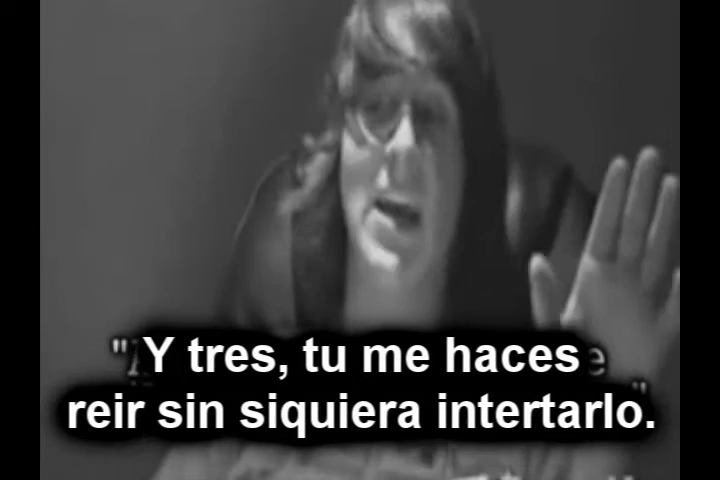 Y tres, tu me haces
reir sin siquiera intertarlo.